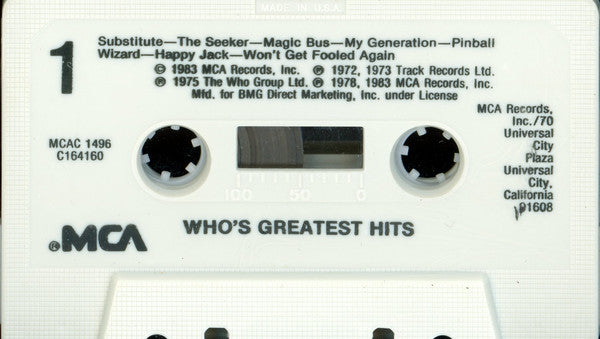 MADE IN U.S.A.
1
Substitute—The Seeker—Magic Bus—My Generation—Pinball
Wizard—Happy Jack—Won't Get Fooled Again
© 1983 MCA Records, Inc. ℗ 1972, 1973 Track Records Ltd.
℗ 1975 The Who Group Ltd. ℗ 1978, 1983 MCA Records, Inc.
Mfd. for BMG Direct Marketing, Inc. under License
MCAC 1496
C164160
MCA Records,
Inc./70
Universal
City
Plaza
Universal
City,
California
91608
100 50 0
®MCA
WHO'S GREATEST HITS